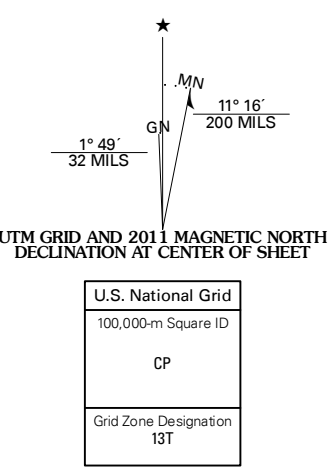 ★
MN
11° 16´
200 MILS
GN
1° 49´
32 MILS
UTM GRID AND 2011 MAGNETIC NORTH
DECLINATION AT CENTER OF SHEET
U.S. National Grid
100,000-m Square ID
CP
Grid Zone Designation
13T